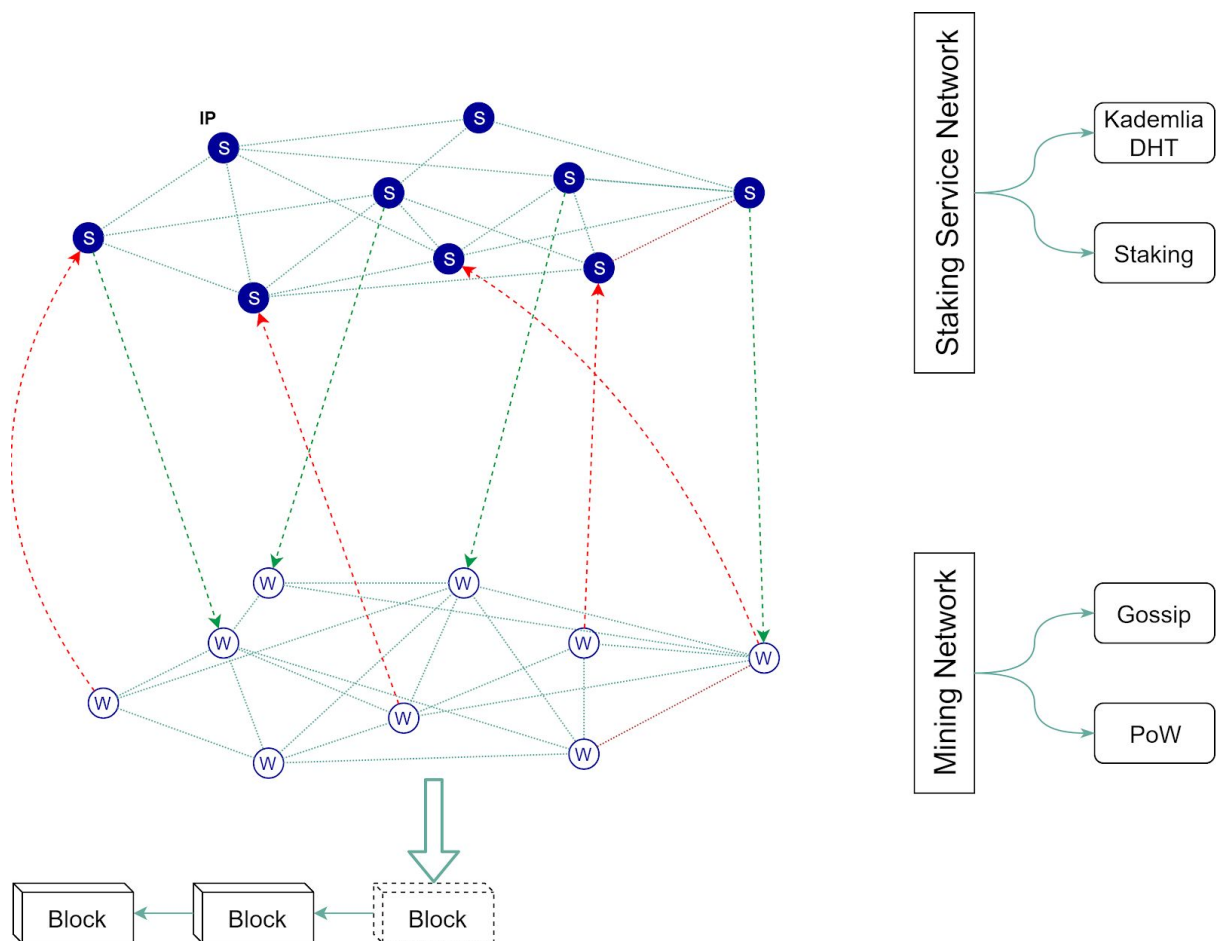 IP
S
S
S
S
S
S
S
S
S
Staking Service Network
Kademlia
DHT
Staking
W
W
W
W
W
W
W
W
W
Mining Network
Gossip
PoW
Block
Block
Block